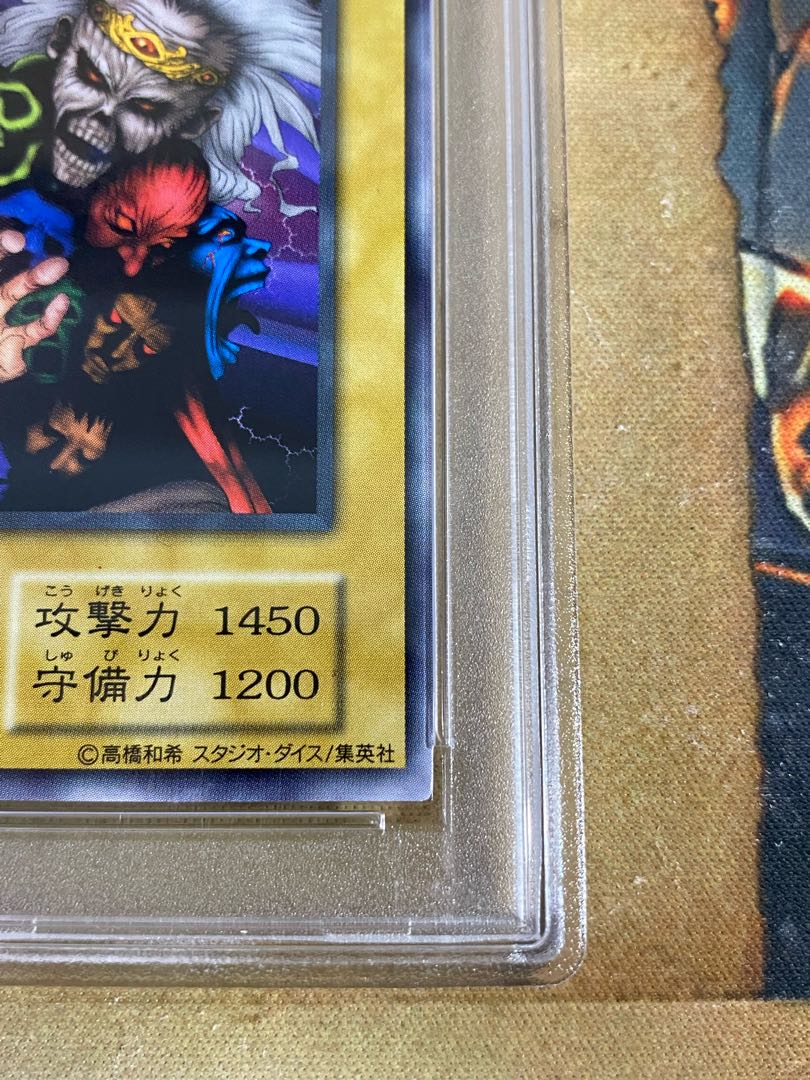 こう げき りょく
攻撃力 1450
しゅ び りょく
守備力 1200
©高橋和希 スタジオ・ダイス/集英社